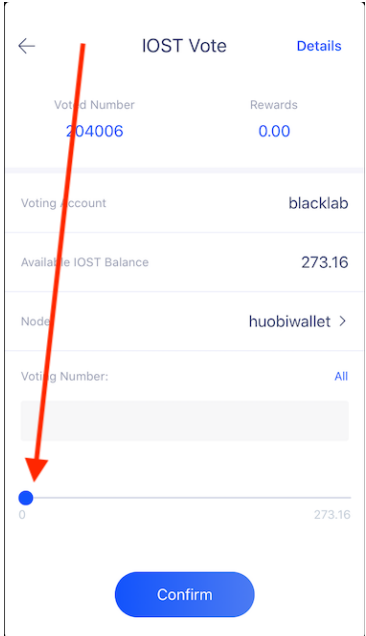 IOST Vote Details
Voted Number Rewards
204006 0.00
Voting Account blacklab
Available IOST Balance 273.16
Node huobiwallet >
Voting Number: All
0 273.16
Confirm